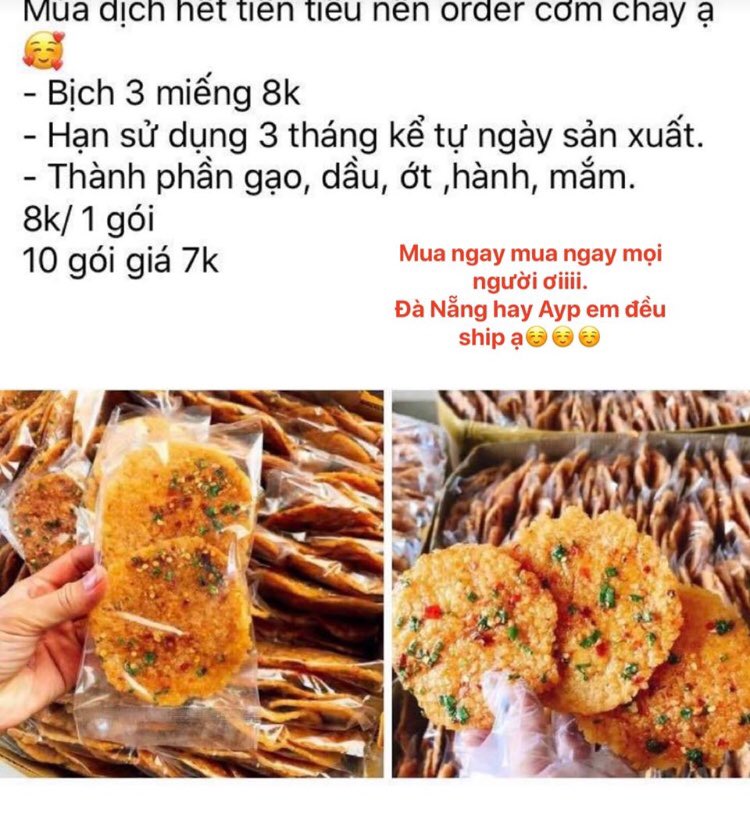 Mùa dịch hết tiền tiêu nên order cơm cháy ạ
🥰
- Bịch 3 miếng 8k
- Hạn sử dụng 3 tháng kể tự ngày sản xuất.
- Thành phần gạo, dầu, ớt ,hành, mắm.
8k/ 1 gói
10 gói giá 7k
Mua ngay mua ngay mọi
người ơiiii.
Đà Nẵng hay Ayp em đều
ship ạ☺️☺️☺️